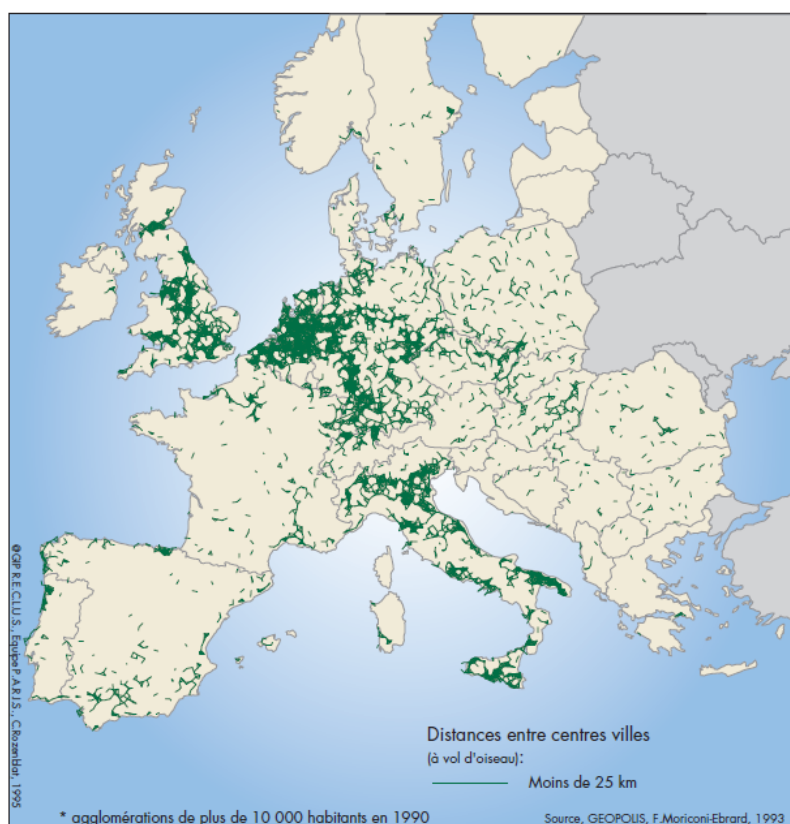 ©GIP R.E.C.L.U.S., Equipe P.A.R.I.S., C.Rozenblat, 1995
Distances entre centres villes
(à vol d'oiseau):
Moins de 25 km
* agglomérations de plus de 10 000 habitants en 1990
Source, GEOPOLIS, F.Moriconi-Ebrard, 1993